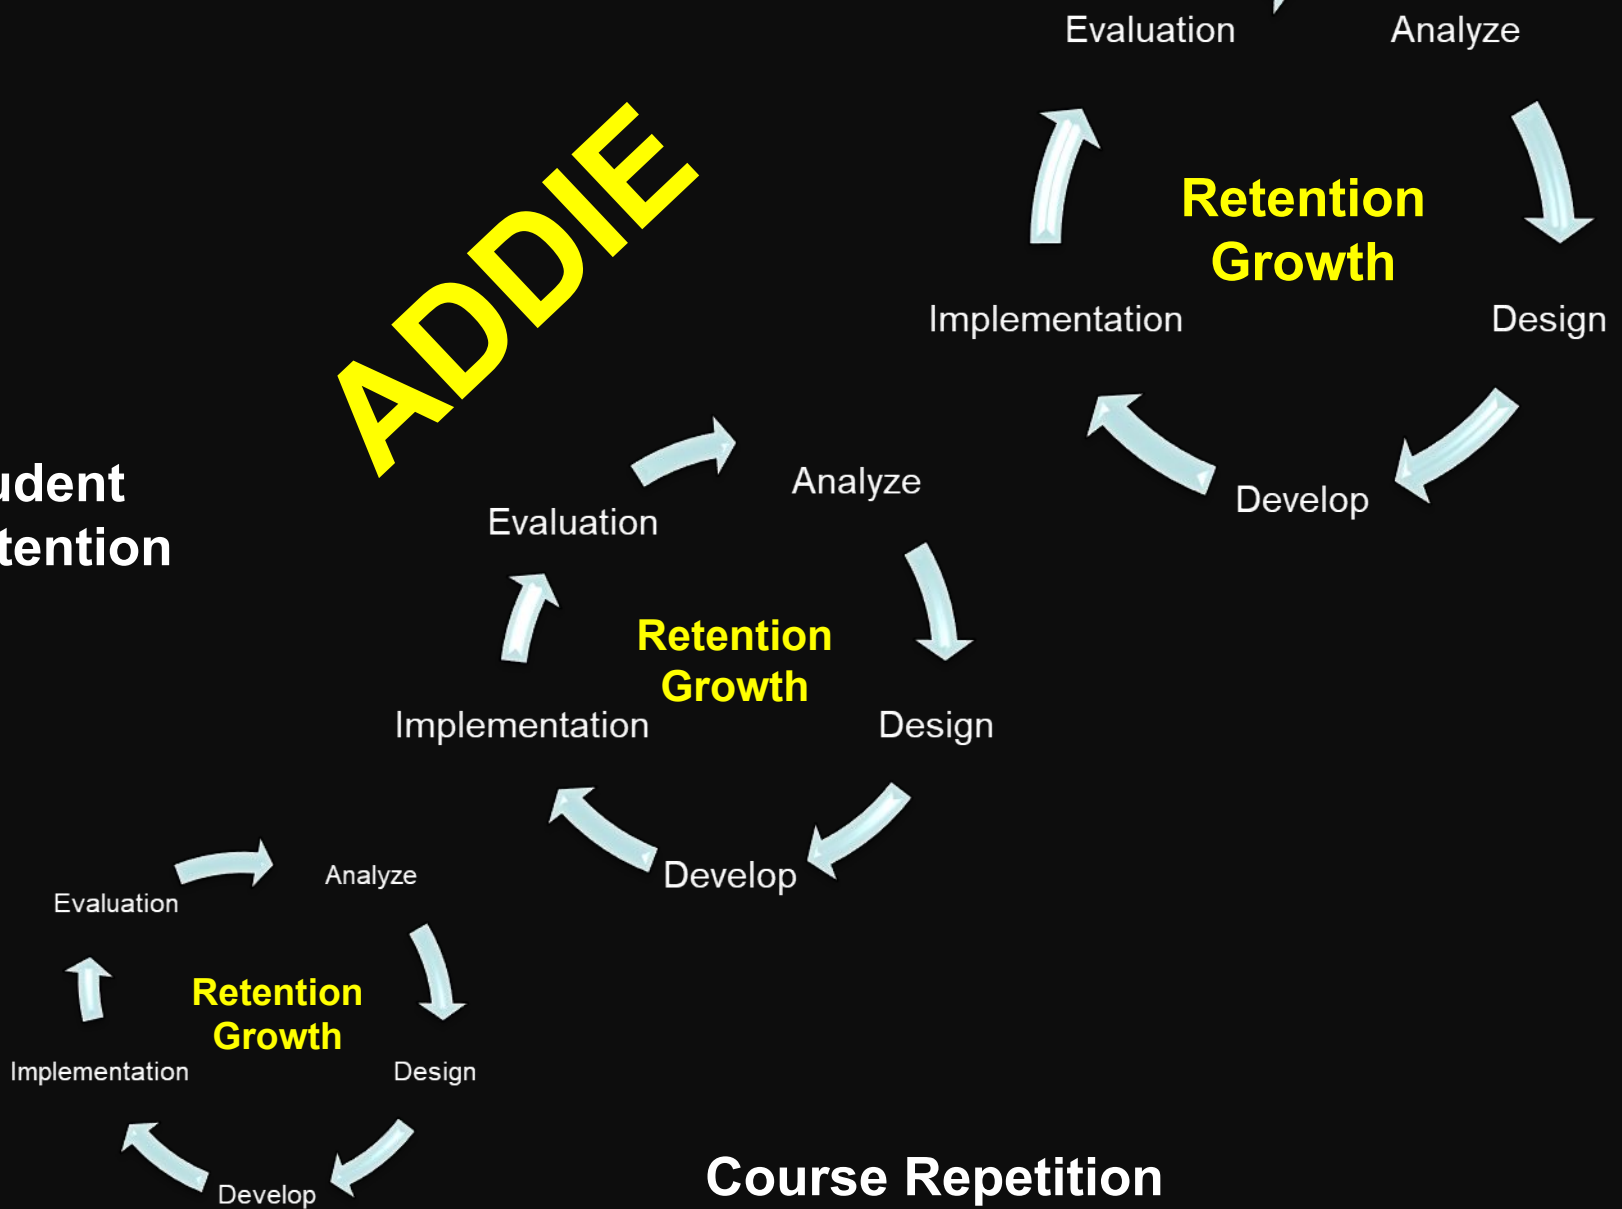 Evaluation
Analyze
ADDIE
Retention
Growth
Implementation
Design
Develop
udent
tention
Analyze
Evaluation
Retention
Growth
Implementation
Design
Develop
Analyze
Evaluation
Retention
Growth
Implementation
Design
Develop
Course Repetition